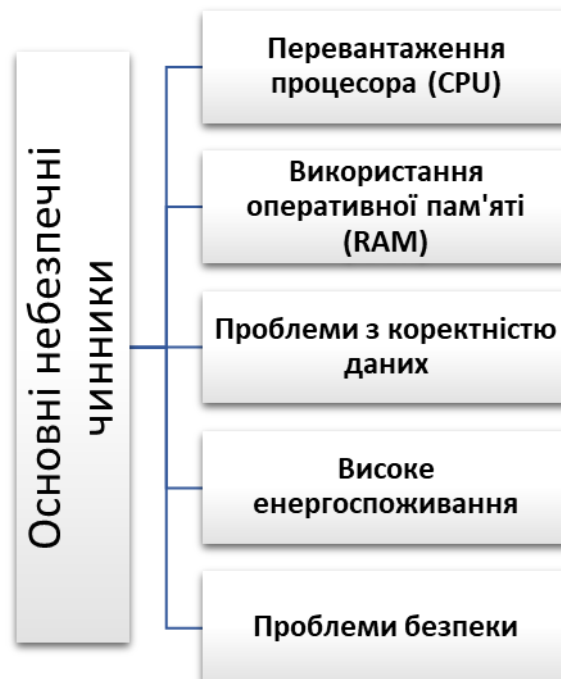 Основні небезпечні
чинники
Перевантаження
процесора (CPU)
Використання
оперативної пам'яті
(RAM)
Проблеми з коректністю
даних
Високе
енергоспоживання
Проблеми безпеки